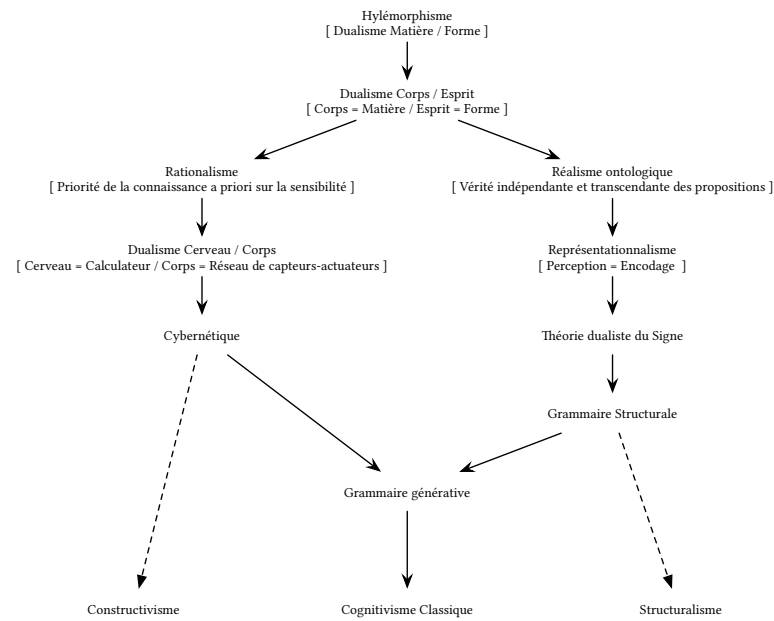 Hylémorphisme
[ Dualisme Matière / Forme ]
Dualisme Corps / Esprit
[ Corps = Matière / Esprit = Forme ]
Rationalisme
[ Priorité de la connaissance a priori sur la sensibilité ]
Réalisme ontologique
[ Vérité indépendante et transcendante des propositions ]
Dualisme Cerveau / Corps
[ Cerveau = Calculateur / Corps = Réseau de capteurs-actuateurs ]
Représentationnalisme
[ Perception = Encodage ]
Cybernétique
Théorie dualiste du Signe
Grammaire Structurale
Grammaire générative
Constructivisme
Cognitivisme Classique
Structuralisme